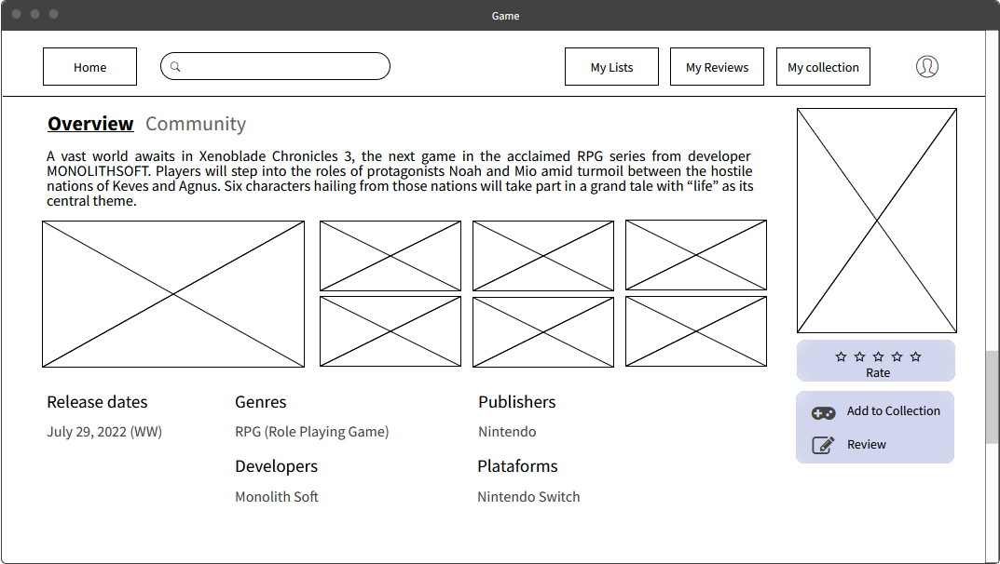 Game
Home
My Lists
My Reviews
My collection
Overview Community
A vast world awaits in Xenoblade Chronicles 3, the next game in the acclaimed RPG series from developer
MONOLITHSOFT. Players will step into the roles of protagonists Noah and Mio amid turmoil between the hostile
nations of Keves and Agnus. Six characters hailing from those nations will take part in a grand tale with “life” as its
central theme.
Rate
Add to Collection
Review
Release dates
July 29, 2022 (WW)
Genres
RPG (Role Playing Game)
Publishers
Nintendo
Developers
Monolith Soft
Plataforms
Nintendo Switch